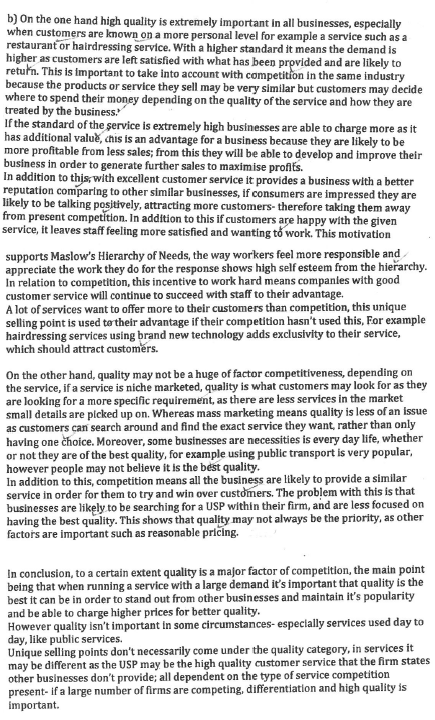 b) On the one hand high quality is extremely important in all businesses, especially
when customers are known on a more personal level for example a service such as a
restaurant or hairdressing service. With a higher standard it means the demand is
higher as customers are left satisfied with what has been provided and are likely to
return. This is important to take into account with competition in the same industry
because the products or service they sell may be very similar but customers may decide
where to spend their money depending on the quality of the service and how they are
treated by the business.
If the standard of the service is extremely high businesses are able to charge more as it
has additional value, this is an advantage for a business because they are likely to be
more profitable from less sales; from this they will be able to develop and improve their
business in order to generate further sales to maximise profits.
In addition to this, with excellent customer service it provides a business with a better
reputation comparing to other similar businesses, if consumers are impressed they are
likely to be talking positively, attracting more customers- therefore taking them away
from present competition. In addition to this if customers are happy with the given
service, it leaves staff feeling more satisfied and wanting to work. This motivation
supports Maslow's Hierarchy of Needs, the way workers feel more responsible and
appreciate the work they do for the response shows high self esteem from the hierarchy.
In relation to competition, this incentive to work hard means companies with good
customer service will continue to succeed with staff to their advantage.
A lot of services want to offer more to their customers than competition, this unique
selling point is used to their advantage if their competition hasn't used this, For example
hairdressing services using brand new technology adds exclusivity to their service,
which should attract customers.
On the other hand, quality may not be a huge of factor competitiveness, depending on
the service, if a service is niche marketed, quality is what customers may look for as they
are looking for a more specific requirement, as there are less services in the market
small details are picked up on. Whereas mass marketing means quality is less of an issue
as customers can search around and find the exact service they want, rather than only
having one choice. Moreover, some businesses are necessities is every day life, whether
or not they are of the best quality, for example using public transport is very popular,
however people may not believe it is the best quality.
In addition to this, competition means all the business are likely to provide a similar
service in order for them to try and win over customers. The problem with this is that
businesses are likely to be searching for a USP within their firm, and are less focused on
having the best quality. This shows that quality may not always be the priority, as other
factors are important such as reasonable pricing.
In conclusion, to a certain extent quality is a major factor of competition, the main point
being that when running a service with a large demand it's important that quality is the
best it can be in order to stand out from other businesses and maintain it's popularity
and be able to charge higher prices for better quality.
However quality isn't important in some circumstances- especially services used day to
day, like public services.
Unique selling points don't necessarily come under the quality category, in services it
may be different as the USP may be the high quality customer service that the firm states
other businesses don't provide; all dependent on the type of service competition
present- if a large number of firms are competing, differentiation and high quality is
important.